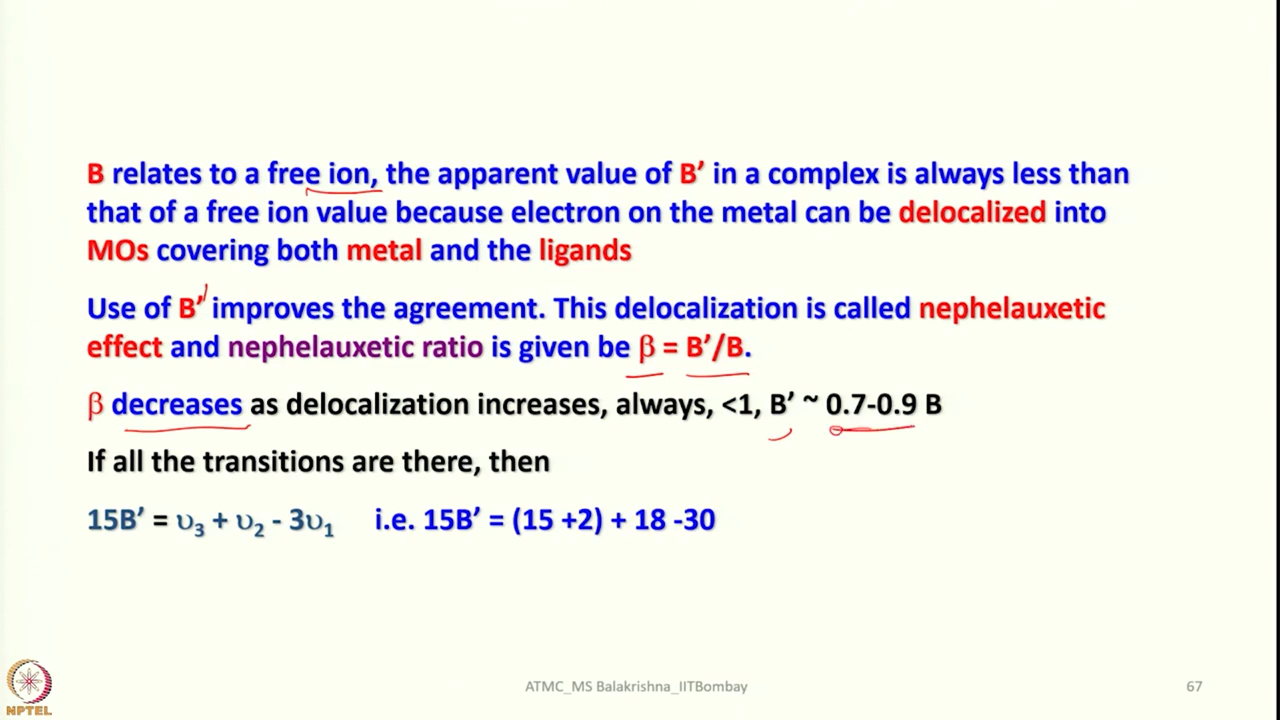 B relates to a free ion, the apparent value of B’ in a complex is always less than
that of a free ion value because electron on the metal can be delocalized into
MOs covering both metal and the ligands
Use of B’ improves the agreement. This delocalization is called nephelauxetic
effect and nephelauxetic ratio is given be β = B’/B.
β decreases as delocalization increases, always, <1, B’ ~ 0.7-0.9 B
If all the transitions are there, then
15B’ = υ₃ + υ₂ - 3υ₁ i.e. 15B’ = (15 +2) + 18 -30
NPTEL
ATMC_MS Balakrishna_IITBombay
67